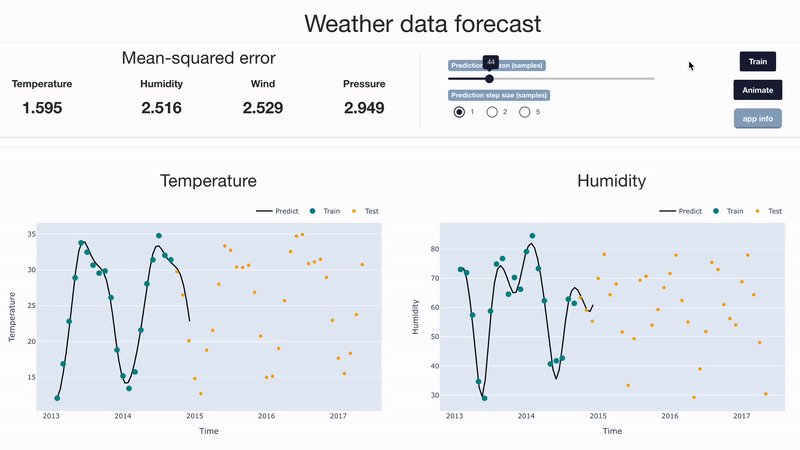 Weather data forecast
Mean-squared error
Temperature Humidity Wind Pressure
1.595 2.516 2.529 2.949
44
(samples)
Prediction step size (samples)
1 2 5
Train
Animate
app info
Temperature
Predict Train Test
35
30
25
20
15
Temperature
2013 2014 2015 2016 2017
Time
Humidity
Predict Train Test
80
70
60
50
40
30
Humidity
2013 2014 2015 2016 2017
Time